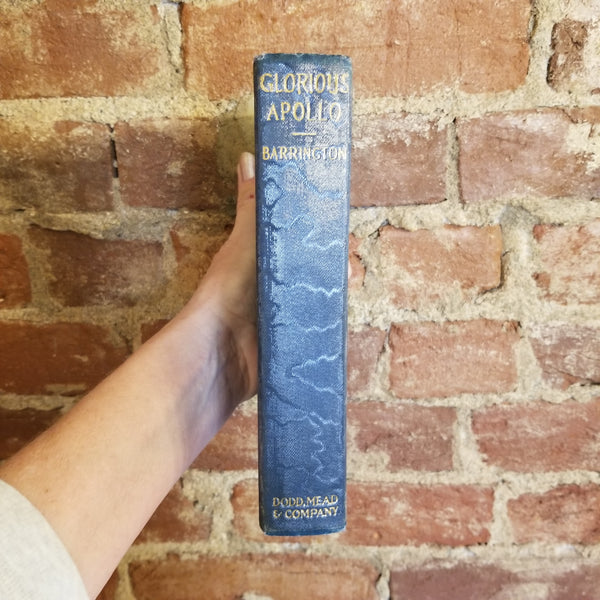 GLORIOUS
APOLLO
BARRINGTON
DODD, MEAD
& COMPANY